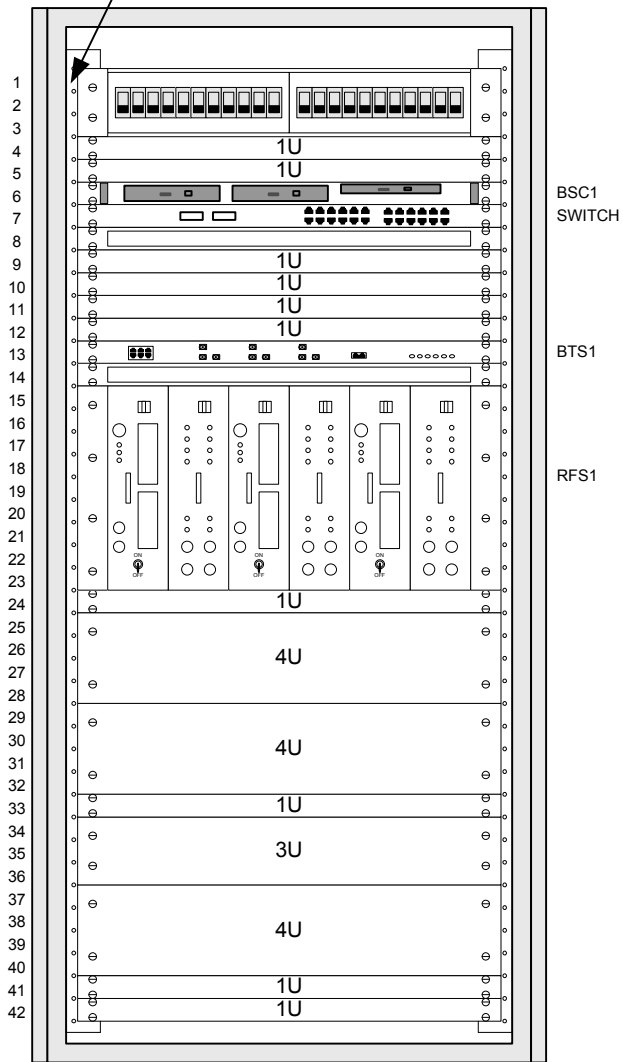 1
2
3
4 1U
5 1U
6 BSC1
7 SWITCH
8
9 1U
10 1U
11 1U
12 1U
13 BTS1
14
15
16
17
18
19 RFS1
20
21
22 ON ON ON
23 OFF OFF OFF
24 1U
25
26 4U
27
28
29
30 4U
31
32
33 1U
34
35 3U
36
37
38 4U
39
40
41 1U
42 1U